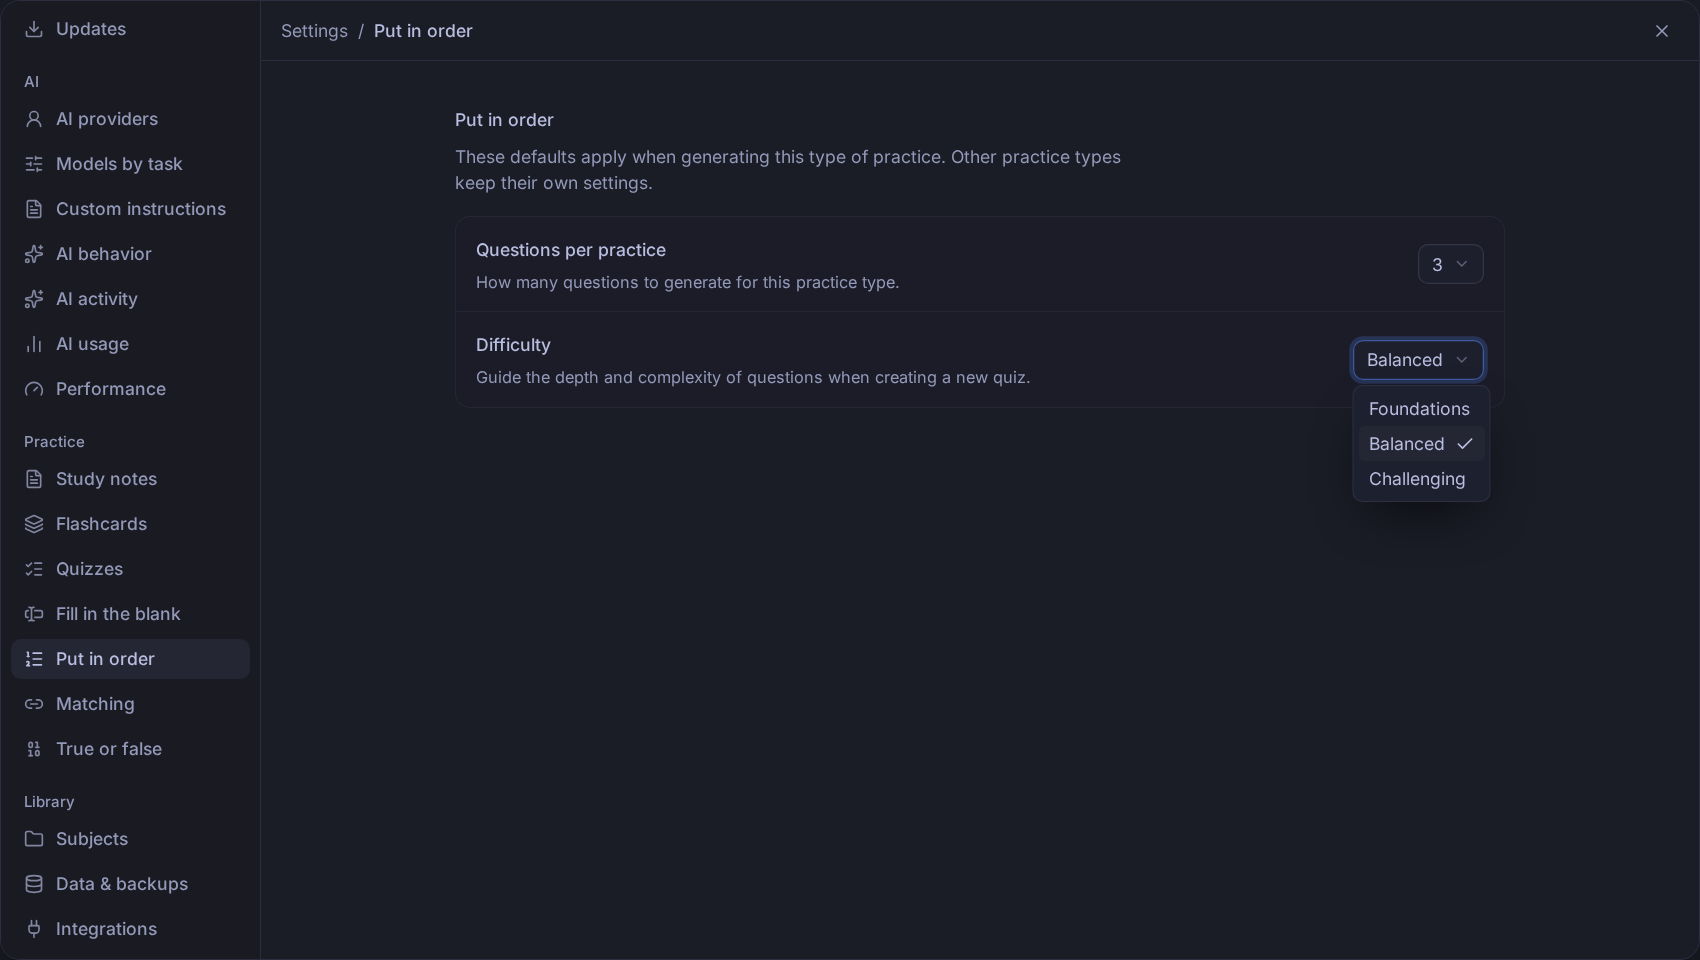 Updates
AI
AI providers
Models by task
Custom instructions
AI behavior
AI activity
AI usage
Performance
Practice
Study notes
Flashcards
Quizzes
Fill in the blank
Put in order
Matching
True or false
Library
Subjects
Data & backups
Integrations
Settings / Put in order
Put in order
These defaults apply when generating this type of practice. Other practice types
keep their own settings.
Questions per practice
How many questions to generate for this practice type.
3
Difficulty
Guide the depth and complexity of questions when creating a new quiz.
Balanced
Foundations
Balanced
Challenging